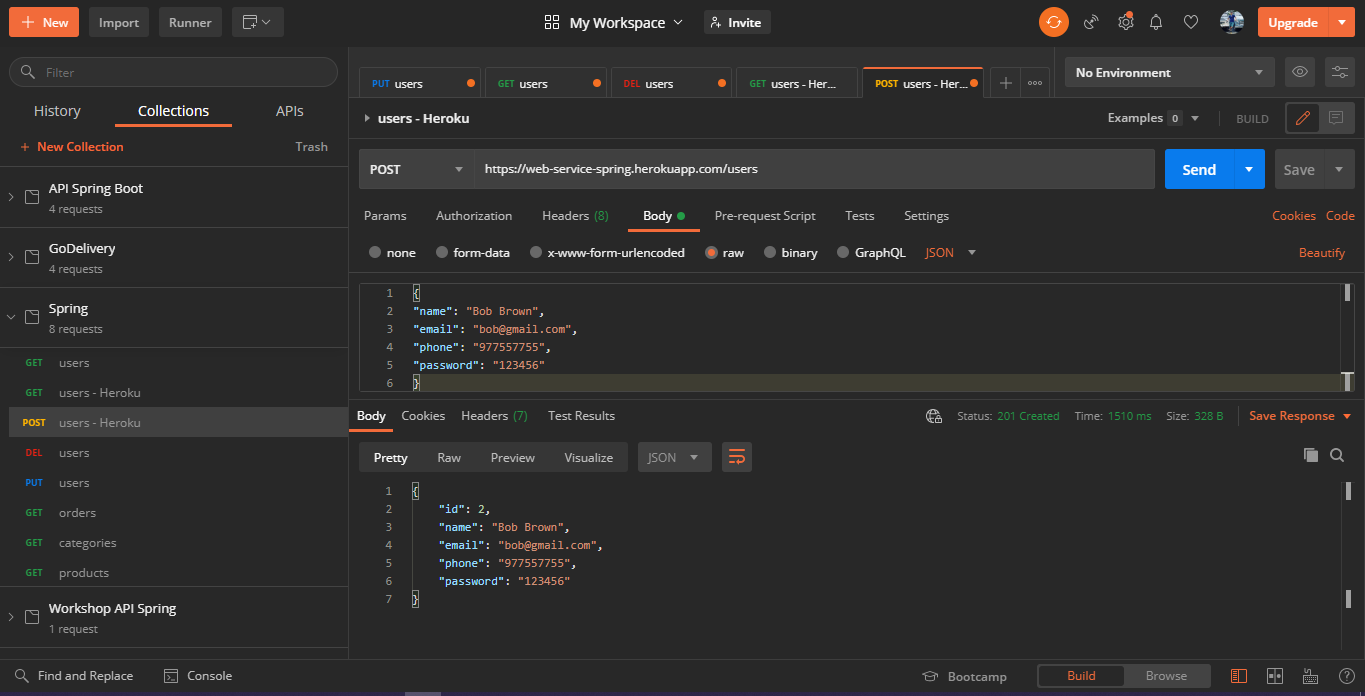 New Import Runner My Workspace Invite Upgrade
Filter
History Collections APIs
New Collection Trash
API Spring Boot
4 requests
GoDelivery
4 requests
Spring
8 requests
GET users
GET users - Heroku
POST users - Heroku
DEL users
PUT users
GET orders
GET categories
GET products
Workshop API Spring
1 request
PUT users GET users DEL users GET users - Her... POST users - Her... No Environment
users - Heroku Examples 0 BUILD
POST https://web-service-spring.herokuapp.com/users Send Save
Params Authorization Headers (8) Body Pre-request Script Tests Settings Cookies Code
none form-data x-www-form-urlencoded raw binary GraphQL JSON Beautify
1 {
2 "name": "Bob Brown",
3 "email": "bob@gmail.com",
4 "phone": "977557755",
5 "password": "123456"
6 }
Body Cookies Headers (7) Test Results Status: 201 Created Time: 1510 ms Size: 328 B Save Response
Pretty Raw Preview Visualize JSON
1 {
2 "id": 2,
3 "name": "Bob Brown",
4 "email": "bob@gmail.com",
5 "phone": "977557755",
6 "password": "123456"
7 }
Find and Replace Console Bootcamp Build Browse